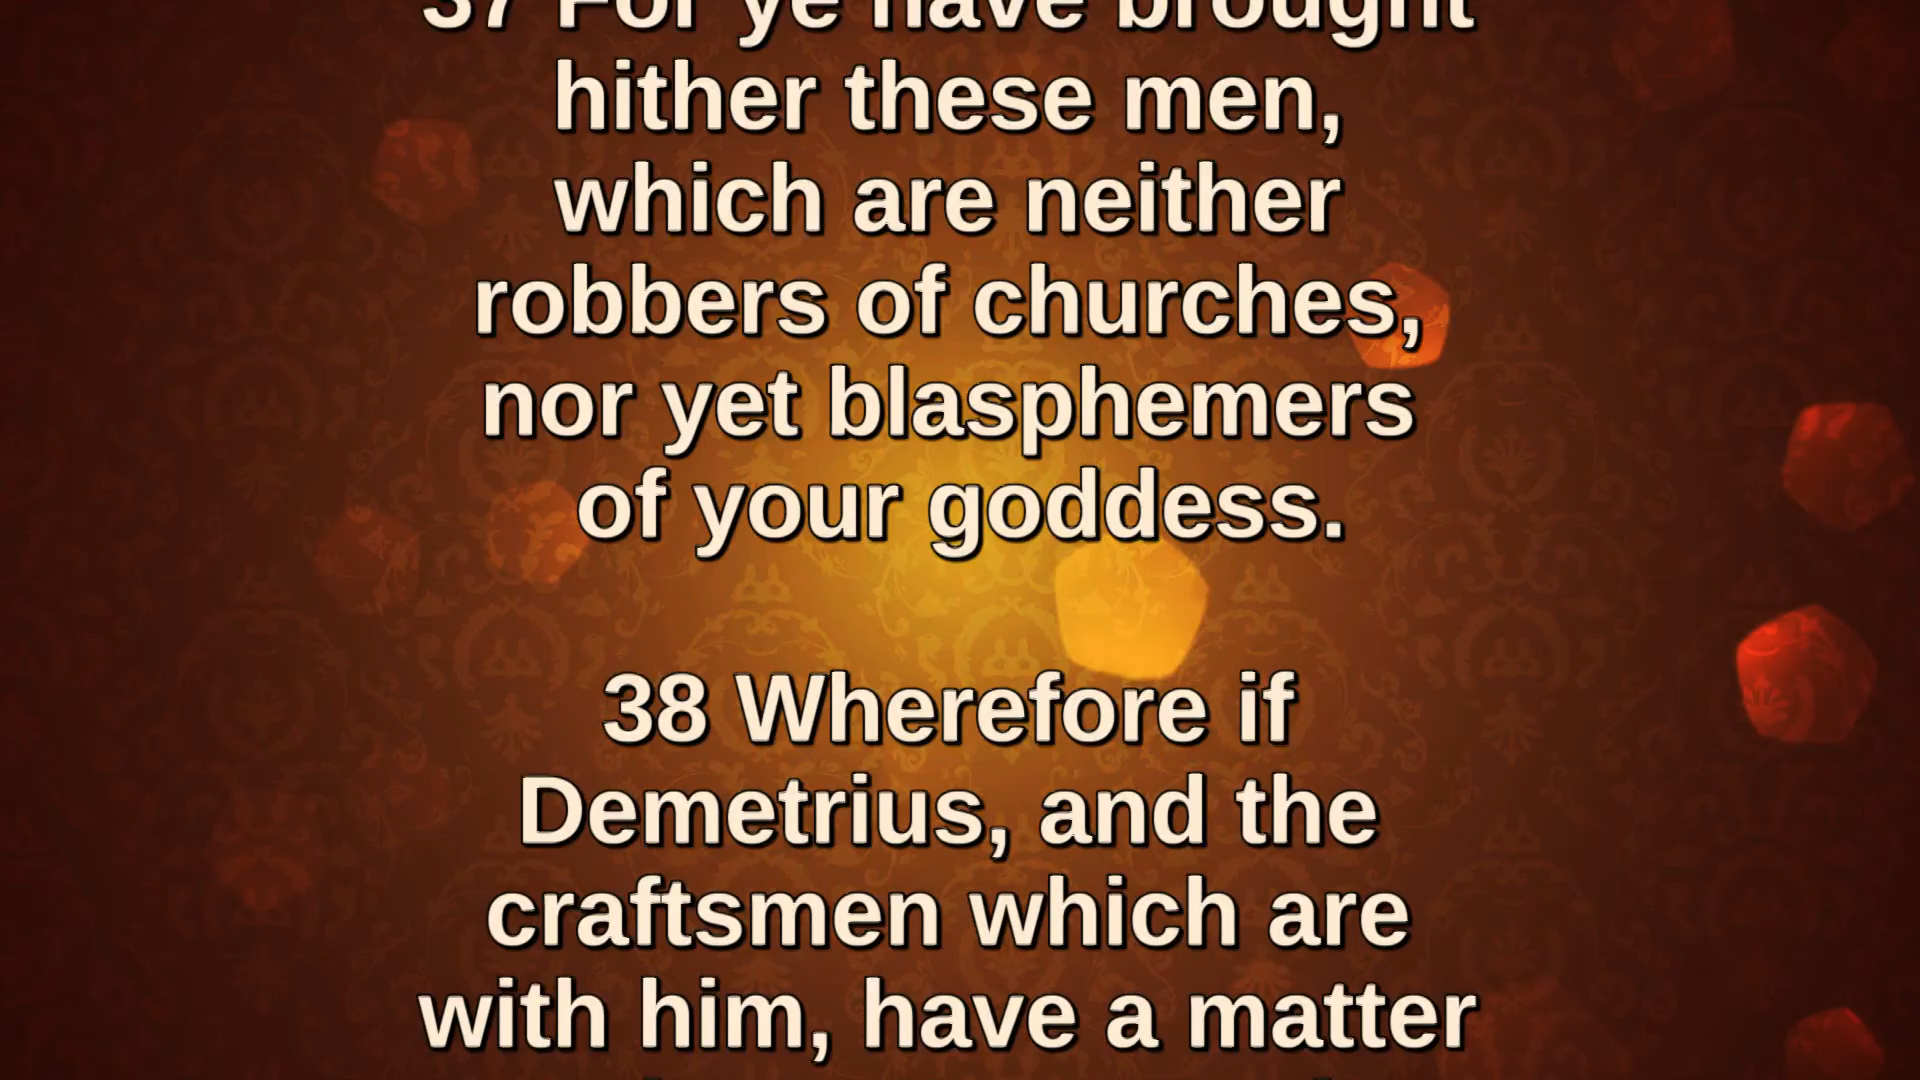 37 For ye have brought
hither these men,
which are neither
robbers of churches,
nor yet blasphemers
of your goddess.
38 Wherefore if
Demetrius, and the
craftsmen which are
with him, have a matter